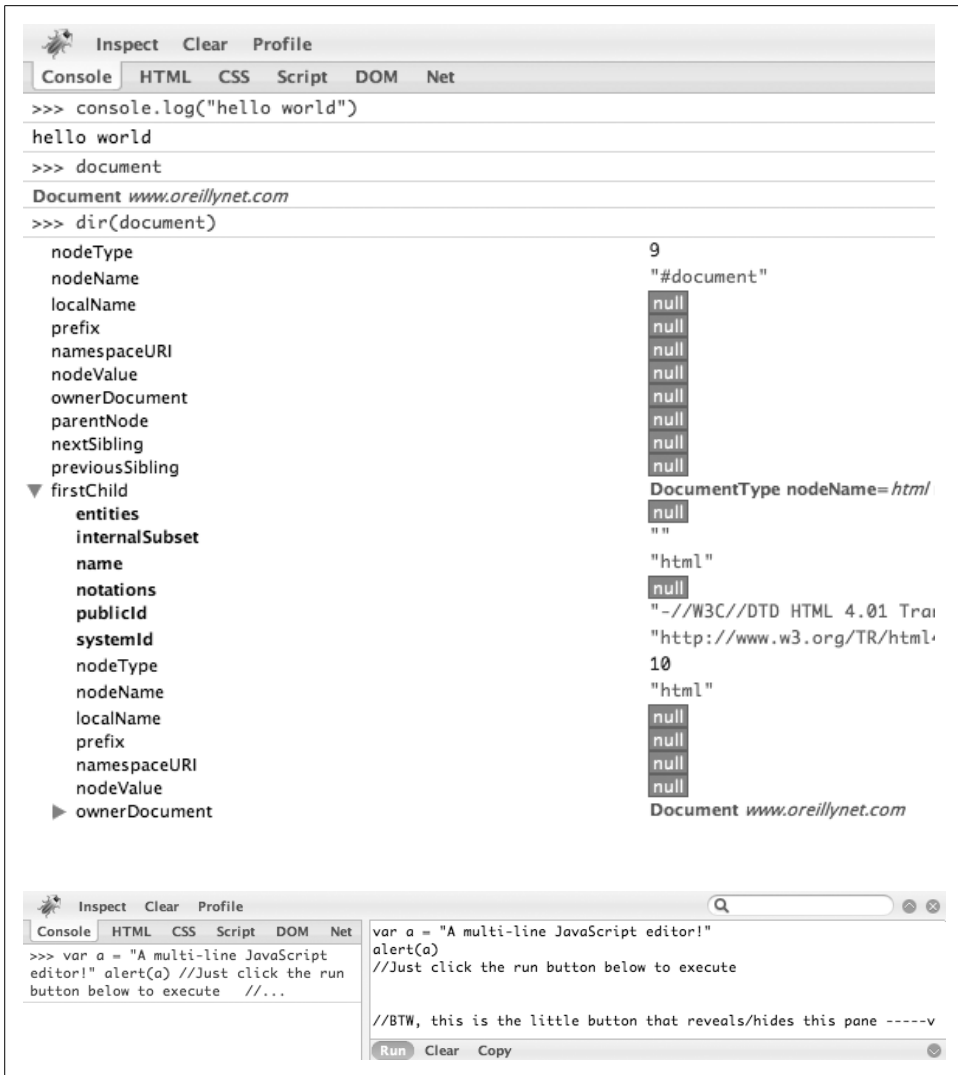 Inspect Clear Profile
Console HTML CSS Script DOM Net
>>> console.log("hello world")
hello world
>>> document
Document www.oreillynet.com
>>> dir(document)
nodeType 9
nodeName "#document"
localName null
prefix null
namespaceURI null
nodeValue null
ownerDocument null
parentNode null
nextSibling null
previousSibling null
firstChild DocumentType nodeName=html
entities null
internalSubset ""
name "html"
notations null
publicId "-//W3C//DTD HTML 4.01
systemId "http://www.w3.org/TR/html
nodeType 10
nodeName "html"
localName null
prefix null
namespaceURI null
nodeValue null
ownerDocument Document www.oreillynet.com
Inspect Clear Profile
Console HTML CSS Script DOM Net
>>> var a = "A multi-line JavaScript
editor!" alert(a) //Just click the run
button below to execute //...
var a = "A multi-line JavaScript editor!"
alert(a)
//Just click the run button below to execute
//BTW, this is the little button that reveals/hides this pane -----v
Run Clear Copy